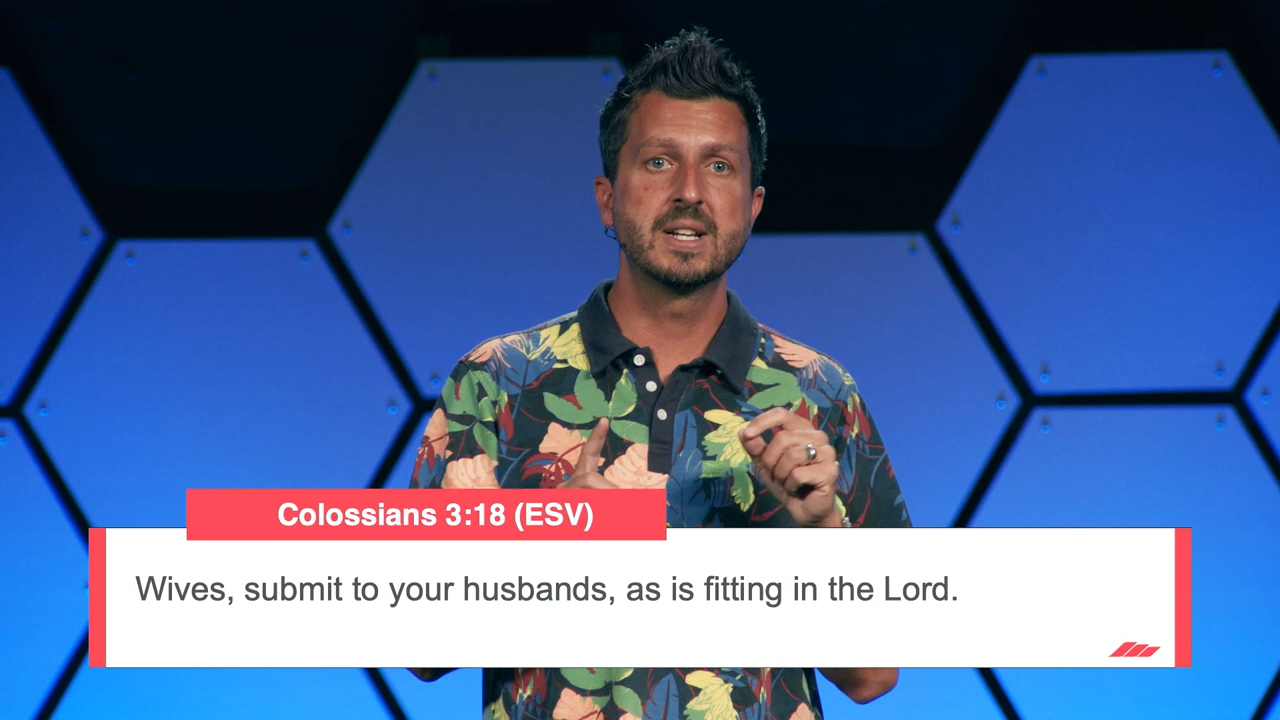 Colossians 3:18 (ESV)
Wives, submit to your husbands, as is fitting in the Lord.